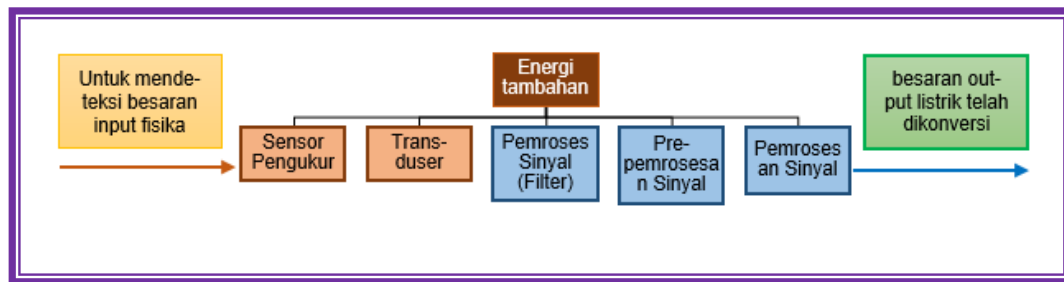 Untuk mende-
teksi besaran
input fisika
Energi
tambahan
besaran out-
put listrik telah
dikonversi
Sensor
Pengukur
Trans-
duser
Pemroses
Sinyal
(Filter)
Pre-
pemrosesa
n Sinyal
Pemroses
an Sinyal